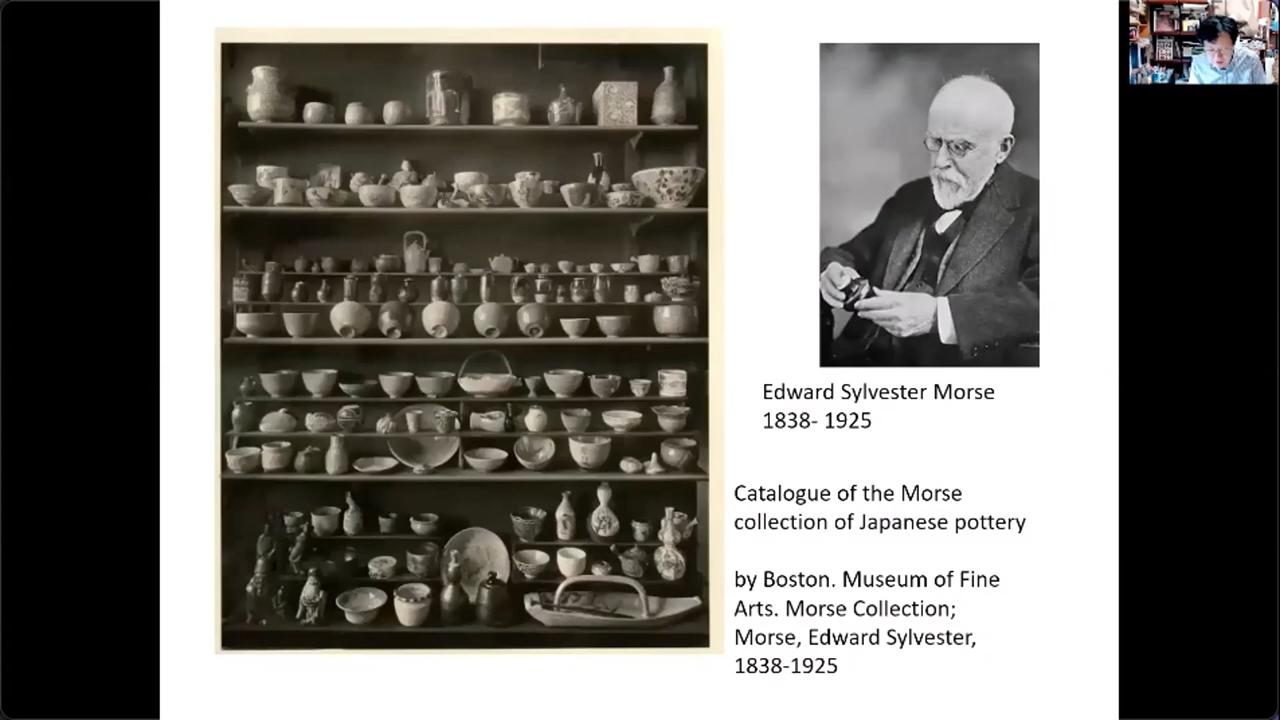 Edward Sylvester Morse
1838- 1925
Catalogue of the Morse
collection of Japanese pottery
by Boston. Museum of Fine
Arts. Morse Collection;
Morse, Edward Sylvester,
1838-1925